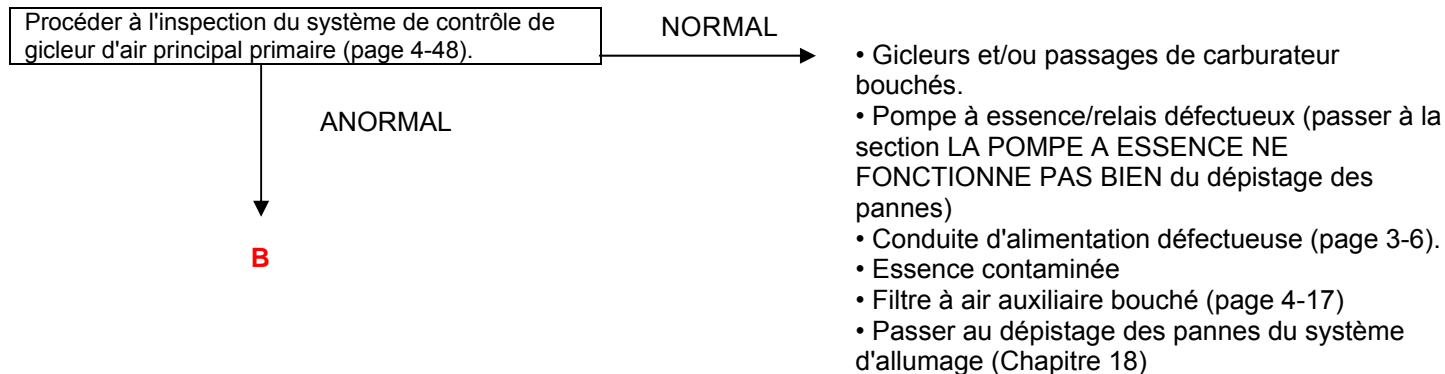 Procéder à l'inspection du système de contrôle de
gicleur d'air principal primaire (page 4-48).
NORMAL
ANORMAL
B
• Gicleurs et/ou passages de carburateur
bouchés.
• Pompe à essence/relais défectueux (passer à la
section LA POMPE A ESSENCE NE
FONCTIONNE PAS BIEN du dépistage des
pannes)
• Conduite d'alimentation défectueuse (page 3-6).
• Essence contaminée
• Filtre à air auxiliaire bouché (page 4-17)
• Passer au dépistage des pannes du système
d'allumage (Chapitre 18)